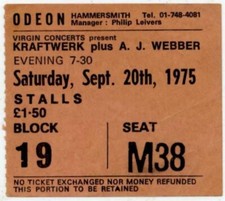 ODEON HAMMERSMITH Tel. 01-748-4081
Manager : Philip Leivers
VIRGIN CONCERTS present
KRAFTWERK plus A. J. WEBBER
EVENING 7-30
Saturday, Sept. 20th, 1975
STALLS
£1·50
BLOCK SEAT
19 M38
NO TICKET EXCHANGED NOR MONEY REFUNDED
THIS PORTION TO BE RETAINED